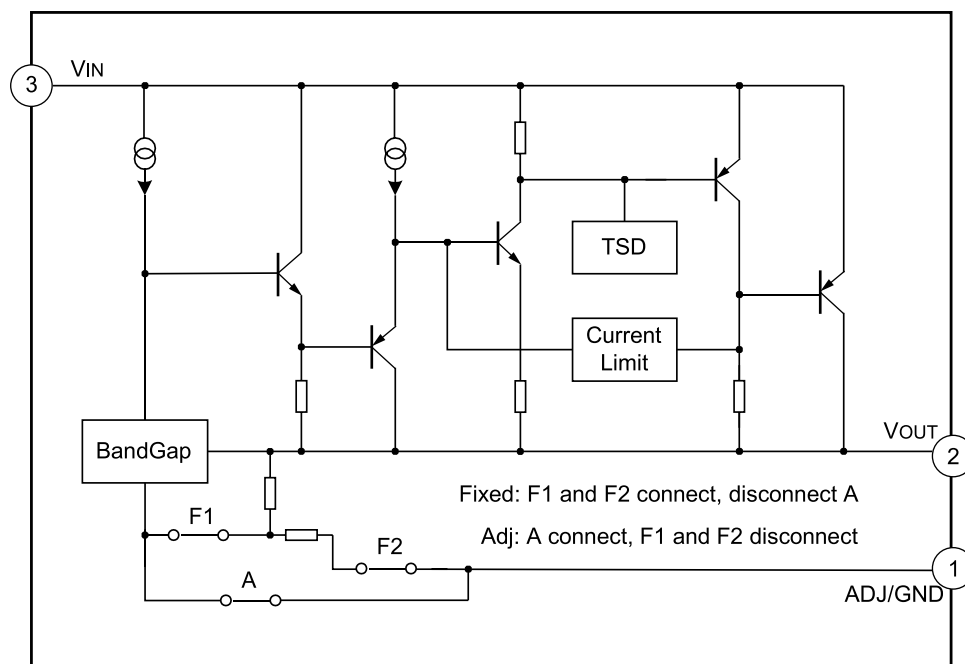 VIN
3
TSD
Current
Limit
BandGap
VOUT
2
Fixed: F1 and F2 connect, disconnect A
F1
Adj: A connect, F1 and F2 disconnect
F2
1
A
ADJ/GND